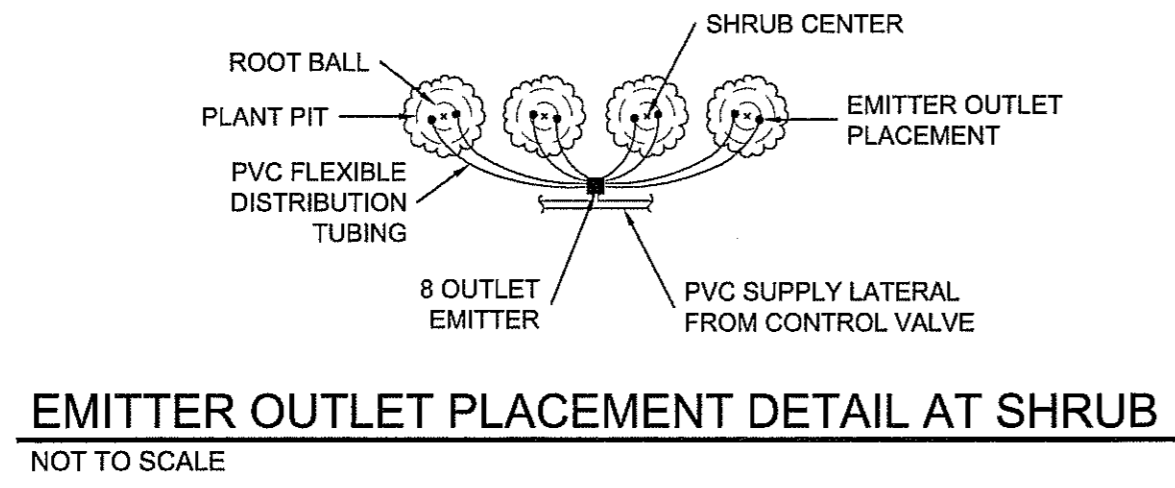 SHRUB CENTER
ROOT BALL
PLANT PIT
EMITTER OUTLET
PLACEMENT
PVC FLEXIBLE
DISTRIBUTION
TUBING
8 OUTLET
EMITTER
PVC SUPPLY LATERAL
FROM CONTROL VALVE
EMITTER OUTLET PLACEMENT DETAIL AT SHRUB
NOT TO SCALE